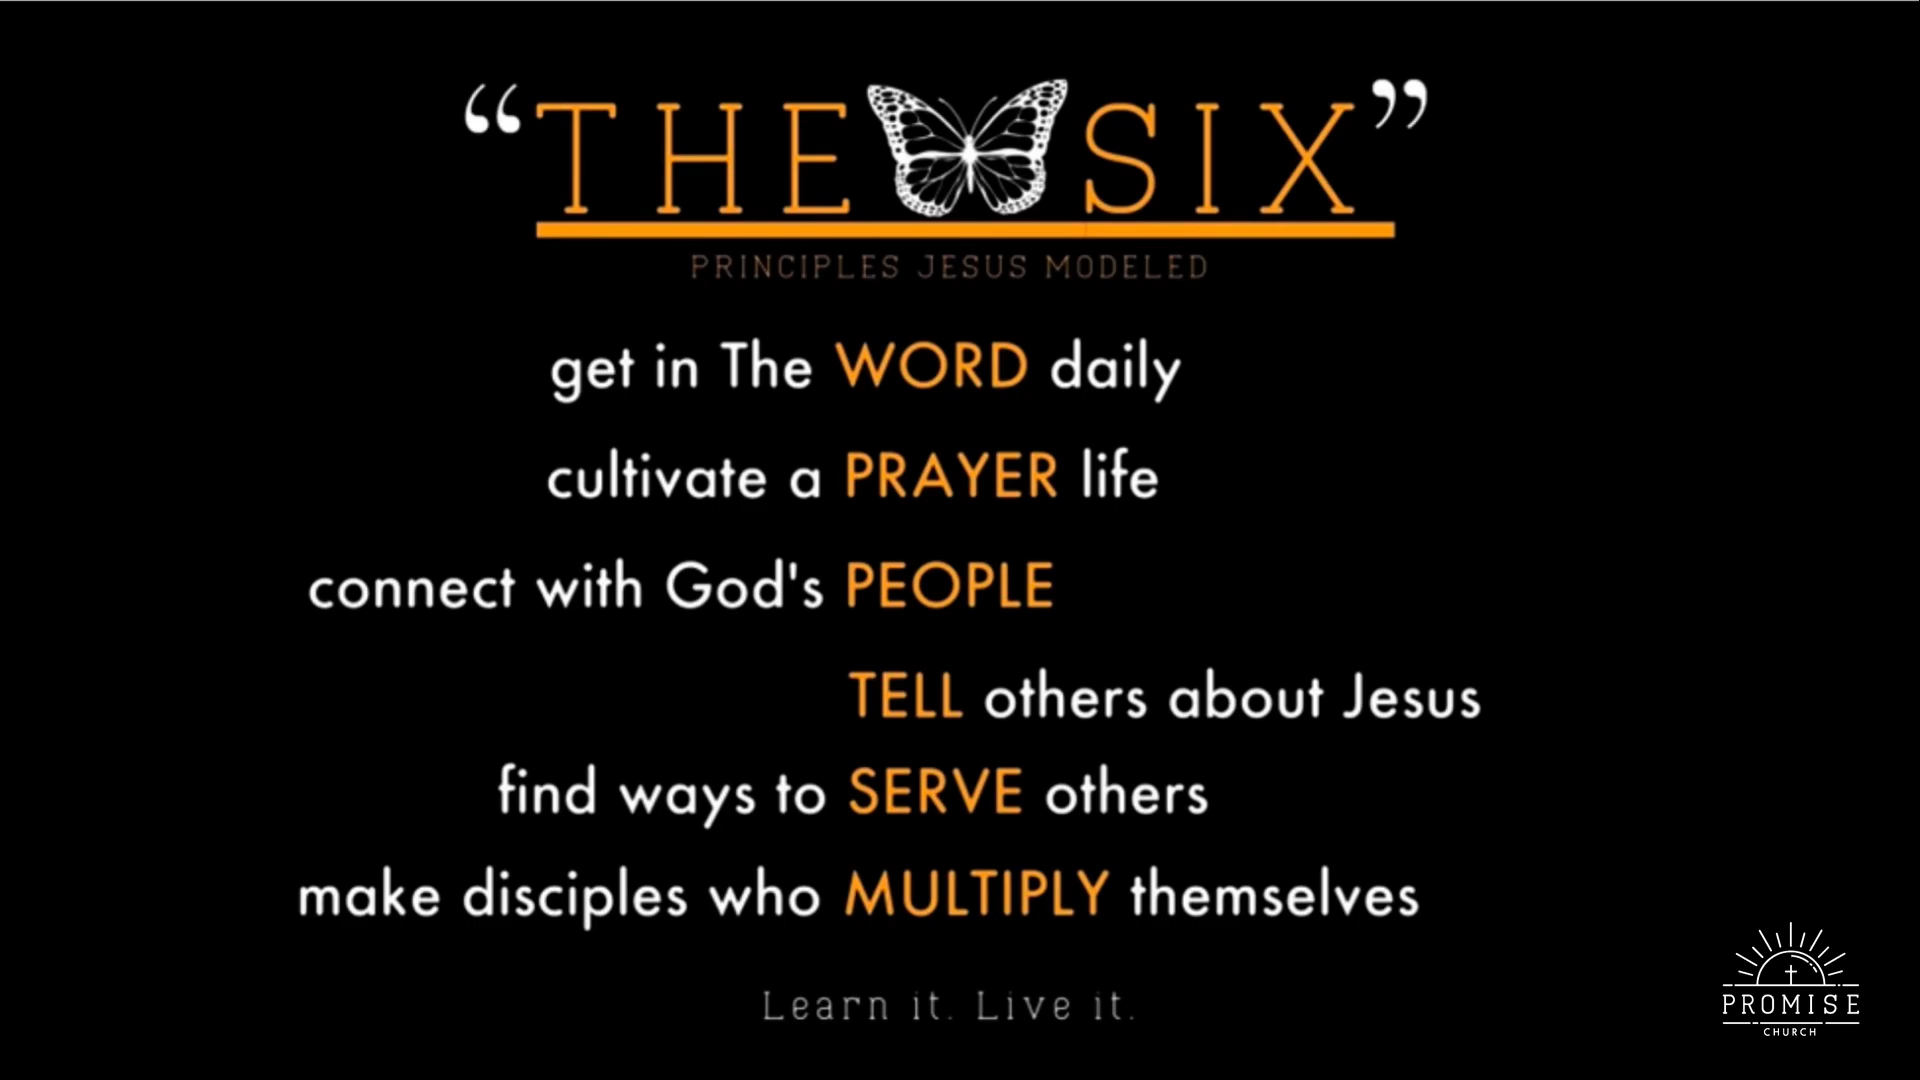 “THE SIX”
PRINCIPLES JESUS MODELED
get in The WORD daily
cultivate a PRAYER life
connect with God's PEOPLE
TELL others about Jesus
find ways to SERVE others
make disciples who MULTIPLY themselves
Learn it. Live it.
PROMISE
CHURCH